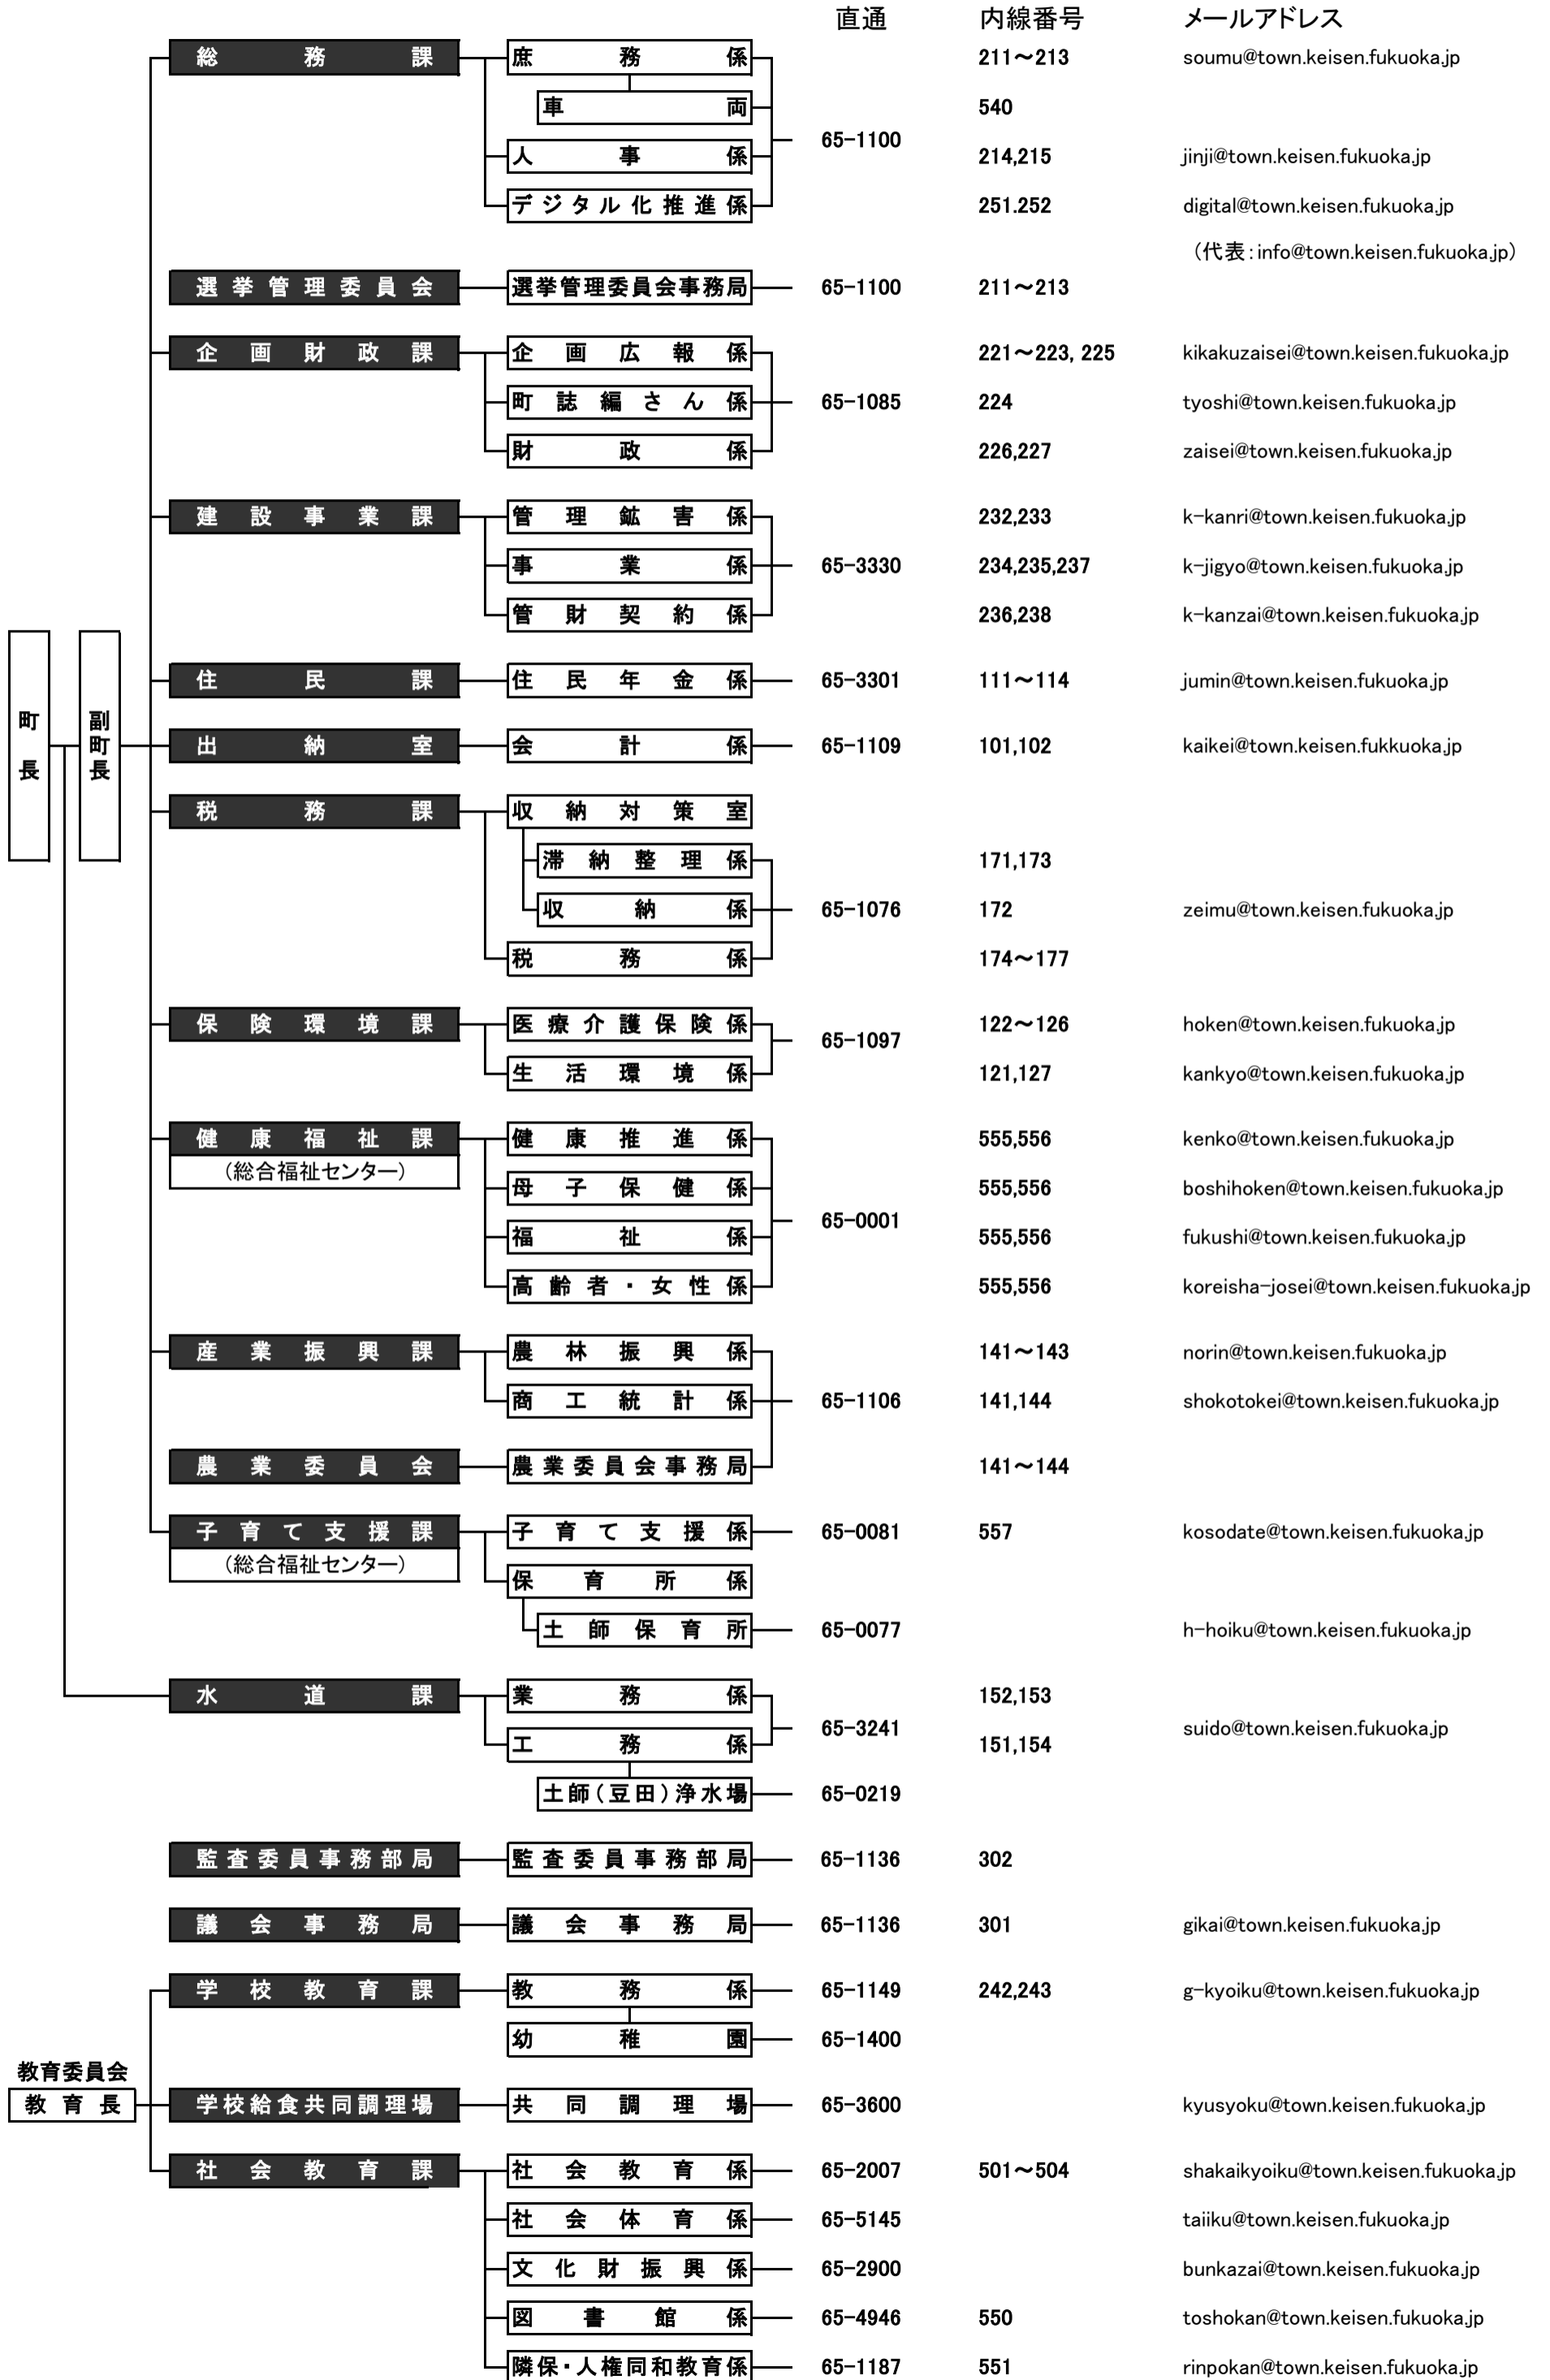 直通 内線番号 メールアドレス
総務課 庶務係 211～213 soumu@town.keisen.fukuoka.jp
車両 540
65-1100
人事係 214,215 jinji@town.keisen.fukuoka.jp
デジタル化推進係 251.252 digital@town.keisen.fukuoka.jp
（代表：info@town.keisen.fukuoka.jp）
選挙管理委員会 選挙管理委員会事務局 65-1100 211～213
企画財政課 企画広報係 221～223, 225 kikakuzaisei@town.keisen.fukuoka.jp
町誌編さん係 65-1085 224 tyoshi@town.keisen.fukuoka.jp
財政係 226,227 zaisei@town.keisen.fukuoka.jp
建設事業課 管理鉱害係 232,233 k-kanri@town.keisen.fukuoka.jp
事業係 65-3330 234,235,237 k-jigyo@town.keisen.fukuoka.jp
管財契約係 236,238 k-kanzai@town.keisen.fukuoka.jp
住民課 住民年金係 65-3301 111～114 jumin@town.keisen.fukuoka.jp
町長 副町長
出納室 会計係 65-1109 101,102 kaikei@town.keisen.fukkuoka.jp
税務課 収納対策室
滞納整理係 171,173
収納係 65-1076 172 zeimu@town.keisen.fukuoka.jp
税務係 174～177
保険環境課 医療介護保険係 122～126 hoken@town.keisen.fukuoka.jp
65-1097
生活環境係 121,127 kankyo@town.keisen.fukuoka.jp
健康福祉課 健康推進係 555,556 kenko@town.keisen.fukuoka.jp
（総合福祉センター）
母子保健係 555,556 boshihoken@town.keisen.fukuoka.jp
65-0001
福祉係 555,556 fukushi@town.keisen.fukuoka.jp
高齢者・女性係 555,556 koreisha-josei@town.keisen.fukuoka.jp
産業振興課 農林振興係 141～143 norin@town.keisen.fukuoka.jp
商工統計係 65-1106 141,144 shokotokei@town.keisen.fukuoka.jp
農業委員会 農業委員会事務局 141～144
子育て支援課 子育て支援係 65-0081 557 kosodate@town.keisen.fukuoka.jp
（総合福祉センター）
保育所係
土師保育所 65-0077 h-hoiku@town.keisen.fukuoka.jp
水道課 業務係 152,153
65-3241 suido@town.keisen.fukuoka.jp
工務係 151,154
土師（豆田）浄水場 65-0219
監査委員事務部局 監査委員事務部局 65-1136 302
議会事務局 議会事務局 65-1136 301 gikai@town.keisen.fukuoka.jp
学校教育課 教務係 65-1149 242,243 g-kyoiku@town.keisen.fukuoka.jp
幼稚園 65-1400
教育委員会
教育長 学校給食共同調理場 共同調理場 65-3600 kyusyoku@town.keisen.fukuoka.jp
社会教育課 社会教育係 65-2007 501～504 shakaikyoiku@town.keisen.fukuoka.jp
社会体育係 65-5145 taiiku@town.keisen.fukuoka.jp
文化財振興係 65-2900 bunkazai@town.keisen.fukuoka.jp
図書館係 65-4946 550 toshokan@town.keisen.fukuoka.jp
隣保・人権同和教育係 65-1187 551 rinpokan@town.keisen.fukuoka.jp